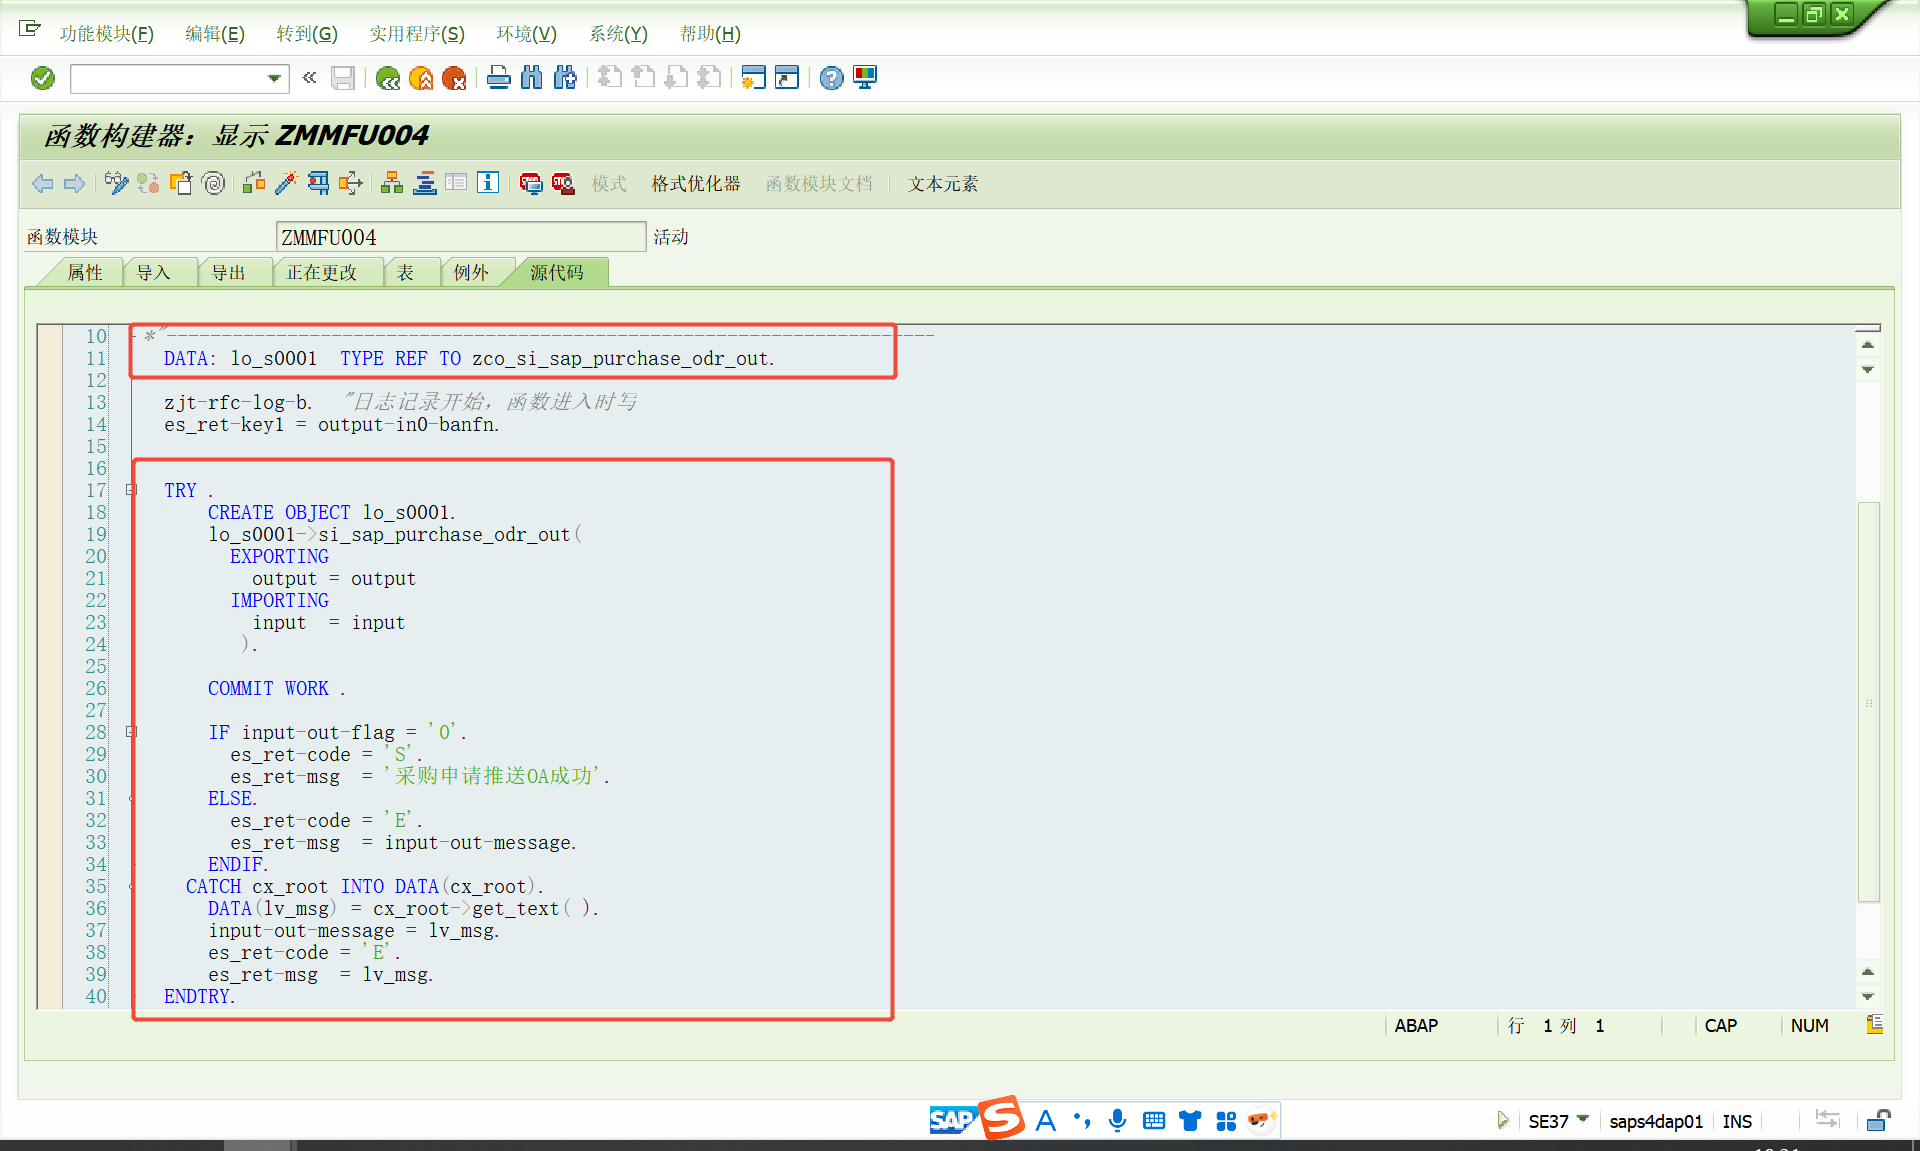 功能模块(F) 编辑(E) 转到(G) 实用程序(S) 环境(V) 系统(Y) 帮助(H)
函数构建器：显示 ZMMFU004
模式 格式优化器 函数模块文档 文本元素
函数模块 ZMMFU004 活动
属性 导入 导出 正在更改 表 例外 源代码
10 *"----------------------------------------------------------------------
11 DATA: lo_s0001  TYPE REF TO zco_si_sap_purchase_odr_out.
12
13 zjt-rfc-log-b.   "日志记录开始，函数进入时写
14 es_ret-key1 = output-in0-banfn.
15
16
17 TRY .
18 CREATE OBJECT lo_s0001.
19 lo_s0001->si_sap_purchase_odr_out(
20 EXPORTING
21 output = output
22 IMPORTING
23 input  = input
24 ).
25
26 COMMIT WORK .
27
28 IF input-out-flag = '0'.
29 es_ret-code = 'S'.
30 es_ret-msg  = '采购申请推送OA成功'.
31 ELSE.
32 es_ret-code = 'E'.
33 es_ret-msg  = input-out-message.
34 ENDIF.
35 CATCH cx_root INTO DATA(cx_root).
36 DATA(lv_msg) = cx_root->get_text( ).
37 input-out-message = lv_msg.
38 es_ret-code = 'E'.
39 es_ret-msg  = lv_msg.
40 ENDTRY.
ABAP 行 1 列 1 CAP NUM
SAP S A SE37 saps4dap01 INS